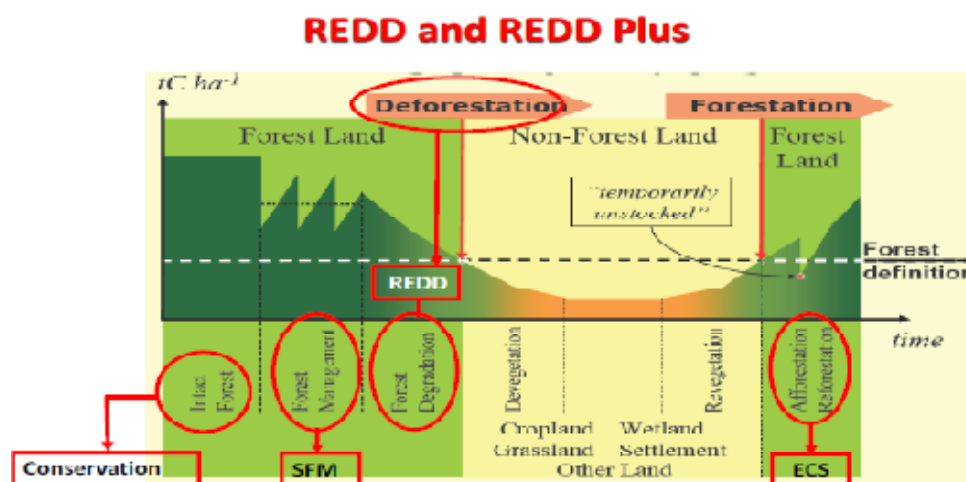 REDD and REDD Plus
tC ha-1
Deforestation
Forestation
Forest Land
Non-Forest Land
Forest
Land
"temporarily
unstocked"
Forest
definition
REDD
time
Intact
Forest
Forest
Management
Forest
Degradation
Devegetation
Revegetation
Afforestation
Reforestation
Cropland
Wetland
Grassland
Settlement
Other Land
Conservation
SFM
ECS